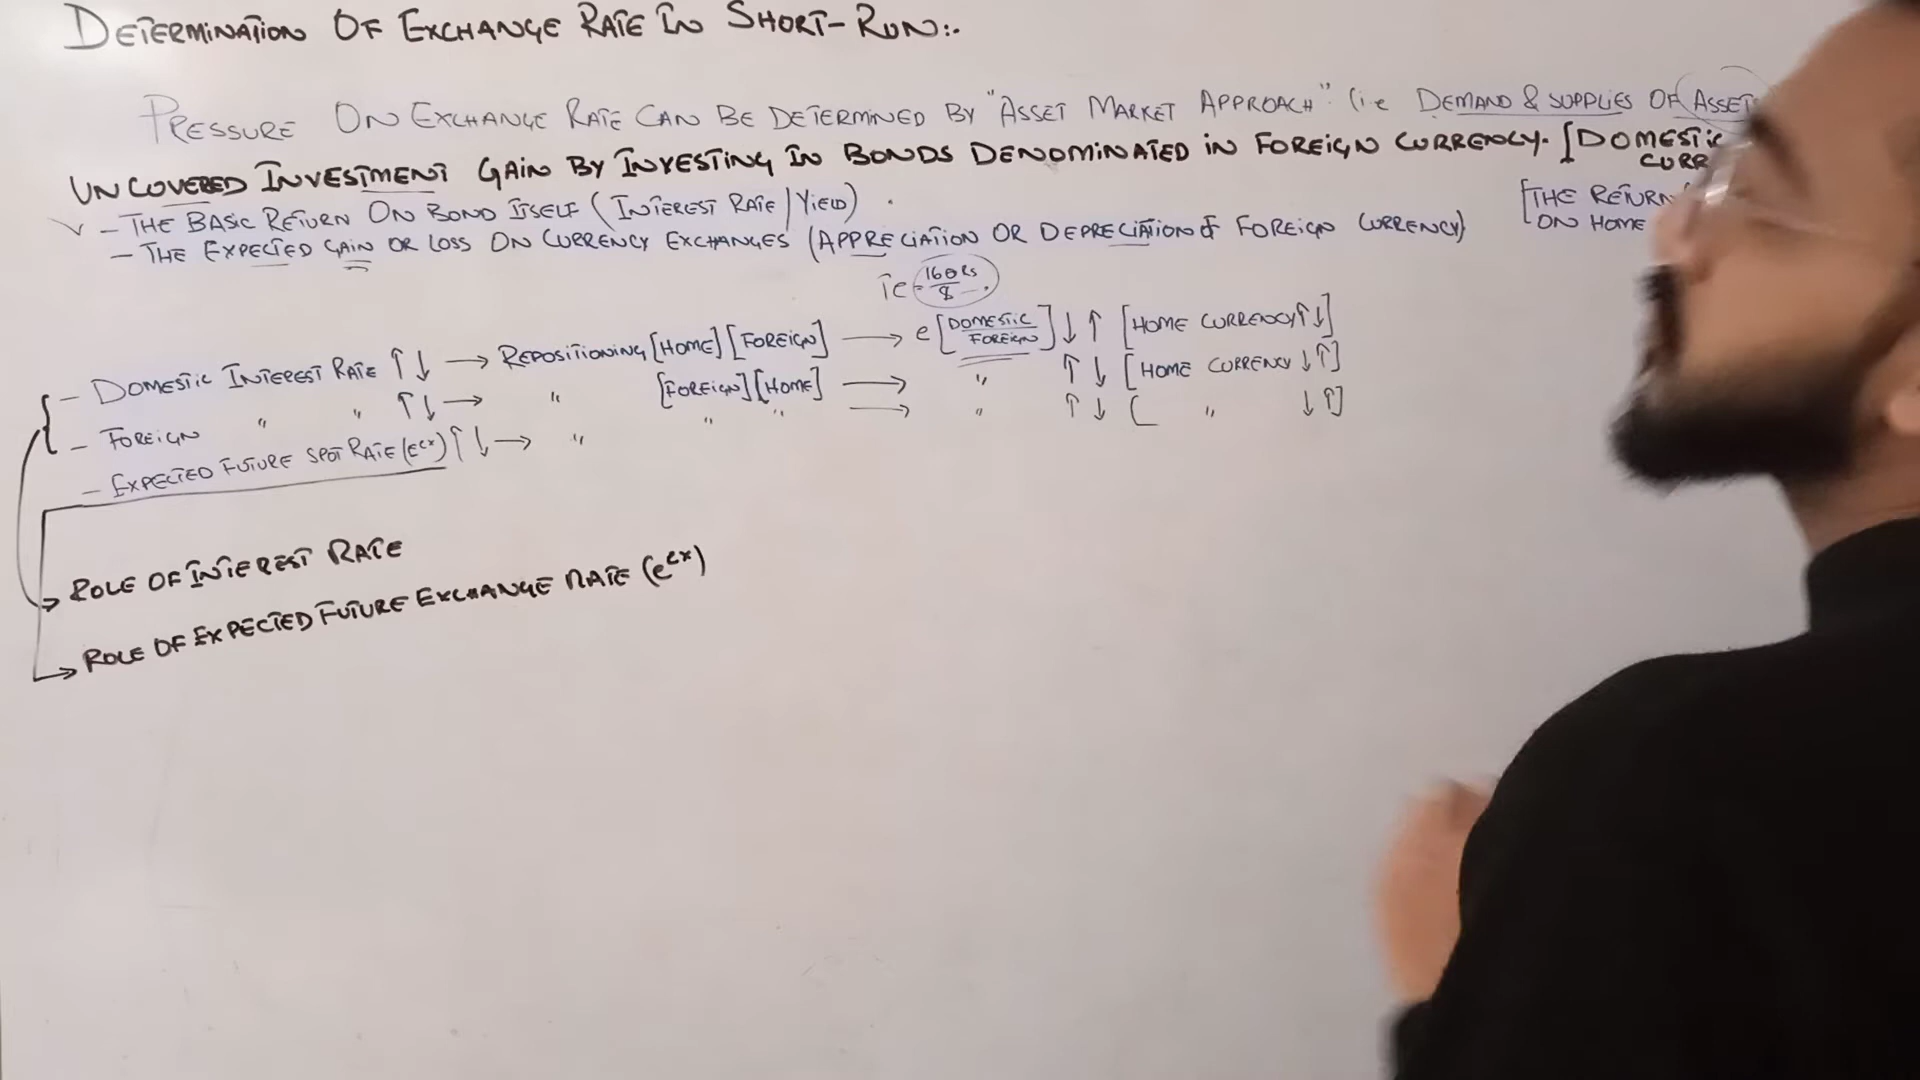 DETERMINATION OF EXCHANGE RATE IN SHORT-RUN:.
PRESSURE ON EXCHANGE RATE CAN BE DETERMINED BY "ASSET MARKET APPROACH" (i.e DEMAND & SUPPLIES OF ASSET
UNCOVERED INVESTMENT GAIN BY INVESTING IN BONDS DENOMINATED IN FOREIGN CURRENCY. [DOMESTIC
CURR
- THE BASIC RETURN ON BOND ITSELF (INTEREST RATE/YIELD).
[THE RETURN
ON HOME
- THE EXPECTED GAIN OR LOSS ON CURRENCY EXCHANGES (APPRECIATION OR DEPRECIATION OF FOREIGN CURRENCY)
ie = 160Rs
$
- DOMESTIC INTEREST RATE ↑↓ → REPOSITIONING [HOME][FOREIGN] → e[DOMESTIC/FOREIGN] ↓↑ [HOME CURRENCY ↑↓]
- FOREIGN " " ↑↓ → " [FOREIGN][HOME] → " ↑↓ [HOME CURRENCY ↓↑]
- EXPECTED FUTURE SPOT RATE (eᵉˣ) ↑↓ → " " " → " ↑↓ [ " ↓↑]
→ ROLE OF INTEREST RATE
→ ROLE OF EXPECTED FUTURE EXCHANGE RATE (eᵉˣ)